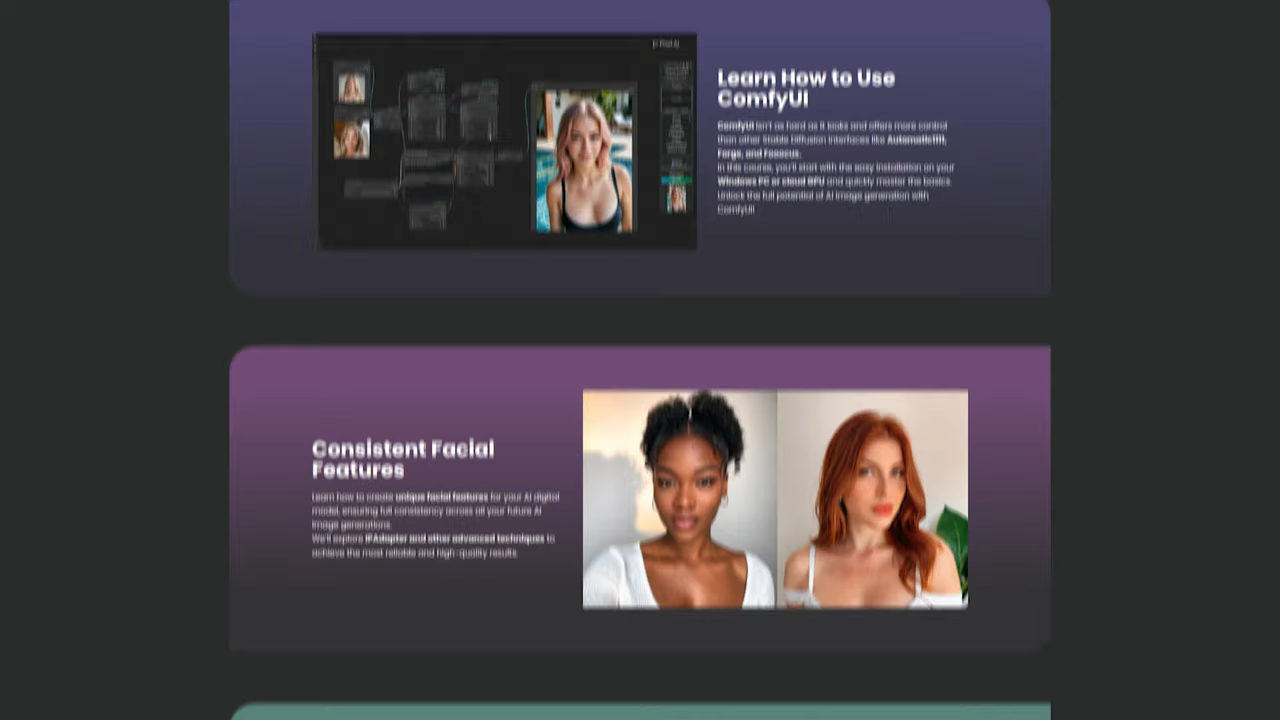 Learn How to Use
ComfyUI
ComfyUI isn't as hard as it looks and offers more control
than other Stable Diffusion interfaces like Automatic1111,
Forge, and Fooocus.
In this course, you'll start with the easy installation on your
Windows PC or cloud GPU and quickly master the basics.
Unlock the full potential of AI image generation with
ComfyUI!
Consistent Facial
Features
Learn how to create unique facial features for your AI digital
model, ensuring full consistency across all your future AI
image generations.
We'll explore IPAdapter and other advanced techniques to
achieve the most reliable and high-quality results.